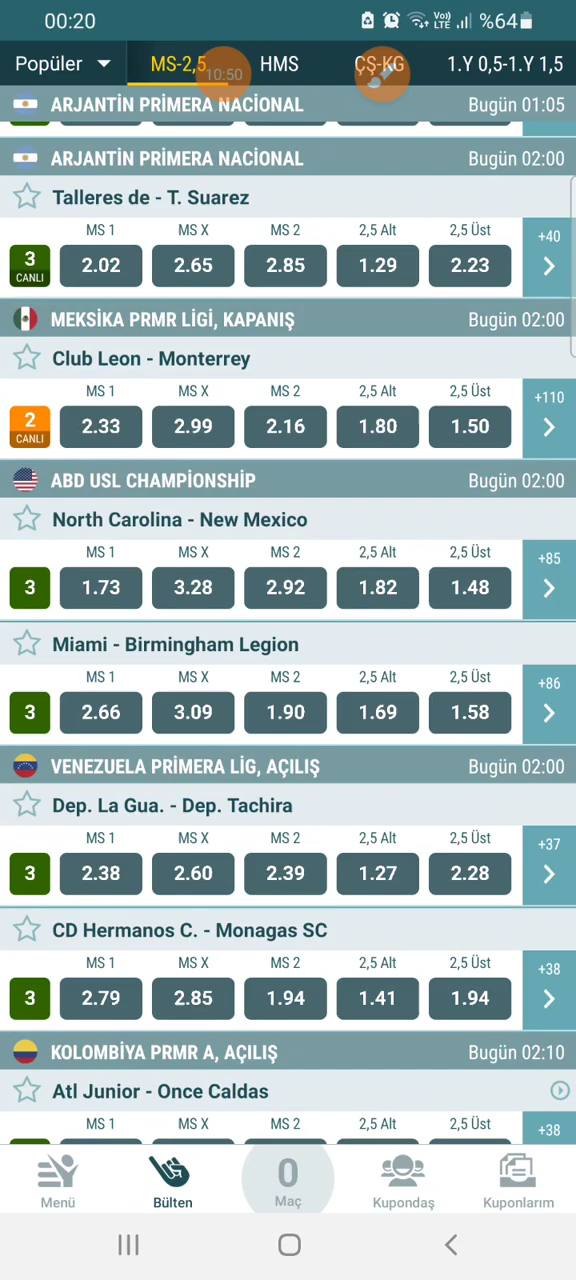 00:20 Vo)) LTE %64
Popüler MS-2,5 10:50 HMS ÇŞ-KG 1.Y 0,5-1.Y 1,5
ARJANTİN PRİMERA NACİONAL Bugün 01:05
ARJANTİN PRİMERA NACİONAL Bugün 02:00
Talleres de - T. Suarez
MS 1 MS X MS 2 2,5 Alt 2,5 Üst +40
3 CANLI 2.02 2.65 2.85 1.29 2.23
MEKSİKA PRMR LİGİ, KAPANIŞ Bugün 02:00
Club Leon - Monterrey
MS 1 MS X MS 2 2,5 Alt 2,5 Üst +110
2 CANLI 2.33 2.99 2.16 1.80 1.50
ABD USL CHAMPİONSHİP Bugün 02:00
North Carolina - New Mexico
MS 1 MS X MS 2 2,5 Alt 2,5 Üst +85
3 1.73 3.28 2.92 1.82 1.48
Miami - Birmingham Legion
MS 1 MS X MS 2 2,5 Alt 2,5 Üst +86
3 2.66 3.09 1.90 1.69 1.58
VENEZUELA PRİMERA LİG, AÇILIŞ Bugün 02:00
Dep. La Gua. - Dep. Tachira
MS 1 MS X MS 2 2,5 Alt 2,5 Üst +37
3 2.38 2.60 2.39 1.27 2.28
CD Hermanos C. - Monagas SC
MS 1 MS X MS 2 2,5 Alt 2,5 Üst +38
3 2.79 2.85 1.94 1.41 1.94
KOLOMBİYA PRMR A, AÇILIŞ Bugün 02:10
Atl Junior - Once Caldas
MS 1 MS X MS 2 2,5 Alt 2,5 Üst +38
Menü Bülten 0 Maç Kupondaş Kuponlarım